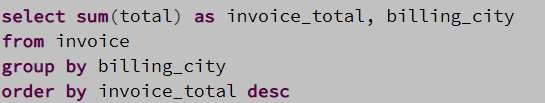 select sum(total) as invoice_total, billing_city
from invoice
group by billing_city
order by invoice_total desc